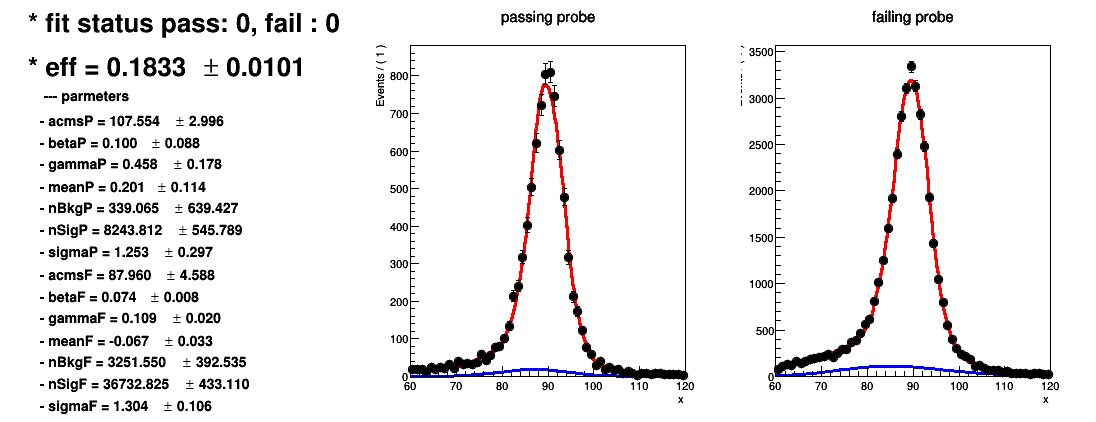 * fit status pass: 0, fail : 0
* eff = 0.1833 ± 0.0101
--- parmeters
- acmsP = 107.554 ± 2.996
- betaP = 0.100 ± 0.088
- gammaP = 0.458 ± 0.178
- meanP = 0.201 ± 0.114
- nBkgP = 339.065 ± 639.427
- nSigP = 8243.812 ± 545.789
- sigmaP = 1.253 ± 0.297
- acmsF = 87.960 ± 4.588
- betaF = 0.074 ± 0.008
- gammaF = 0.109 ± 0.020
- meanF = -0.067 ± 0.033
- nBkgF = 3251.550 ± 392.535
- nSigF = 36732.825 ± 433.110
- sigmaF = 1.304 ± 0.106
passing probe
Events / ( 1 )
800
700
600
500
400
300
200
100
0
60 70 80 90 100 110 120
x
failing probe
3500
3000
2500
2000
1500
1000
500
0
60 70 80 90 100 110 120
x